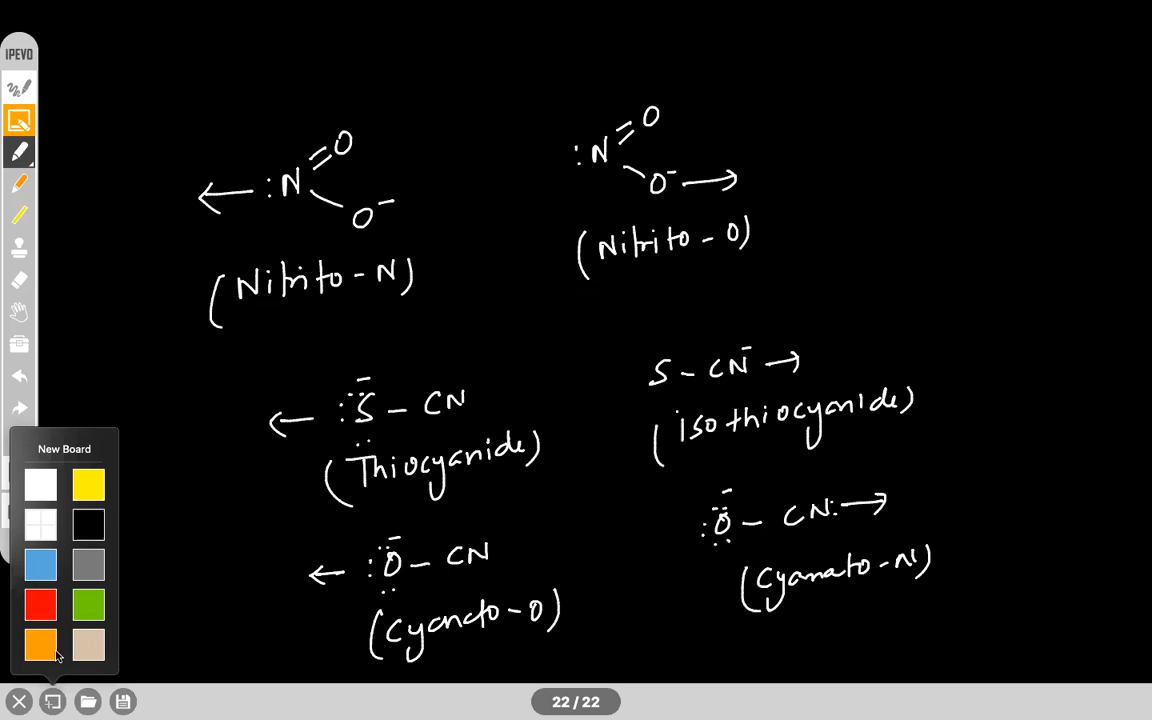 IPEVO
:N=O
O⁻
(Nitrito-N)
:N=O
O⁻
(Nitrito-O)
:S̄ - CN
(Thiocyanide)
S - CN̄
(isothiocyanide)
:Ō - CN
(Cyanato-O)
:Ō - CN:
(Cyanato-N)
New Board
22 / 22